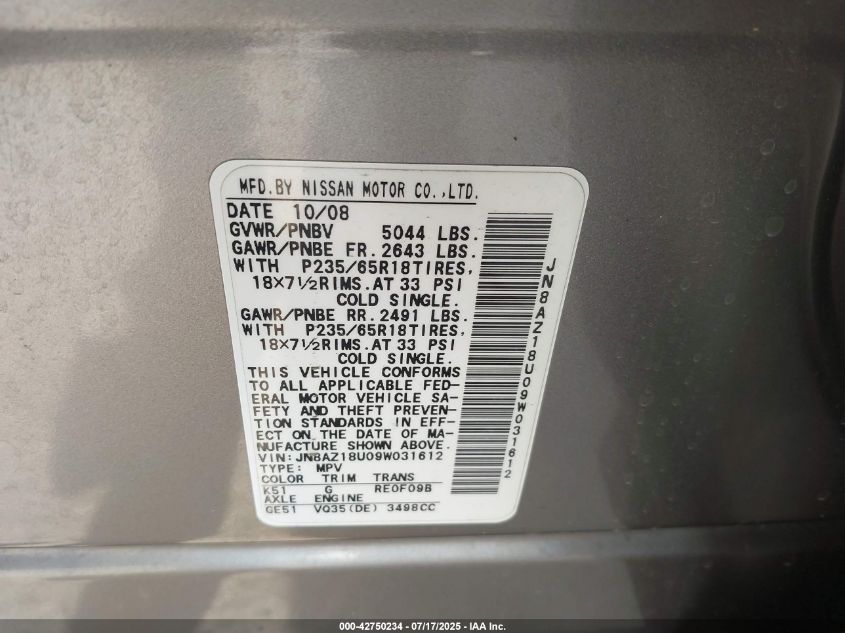 MFD.BY NISSAN MOTOR CO.,LTD.
DATE 10/08
GVWR/PNBV 5044 LBS.
GAWR/PNBE FR. 2643 LBS.
WITH P235/65R18TIRES,
18×7½RIMS.AT 33 PSI
COLD SINGLE.
GAWR/PNBE RR. 2491 LBS.
WITH P235/65R18TIRES,
18×7½RIMS.AT 33 PSI
COLD SINGLE.
THIS VEHICLE CONFORMS
TO ALL APPLICABLE FED-
ERAL MOTOR VEHICLE SA-
FETY AND THEFT PREVEN-
TION STANDARDS IN EFF-
ECT ON THE DATE OF MA-
NUFACTURE SHOWN ABOVE.
VIN: JN8AZ18U09W031612
TYPE: MPV
COLOR TRIM TRANS
K51 G RE0F09B
AXLE ENGINE
GE51 VQ35(DE) 3498CC
JN8AZ18U09W031612
000-42750234 - 07/17/2025 - IAA Inc.